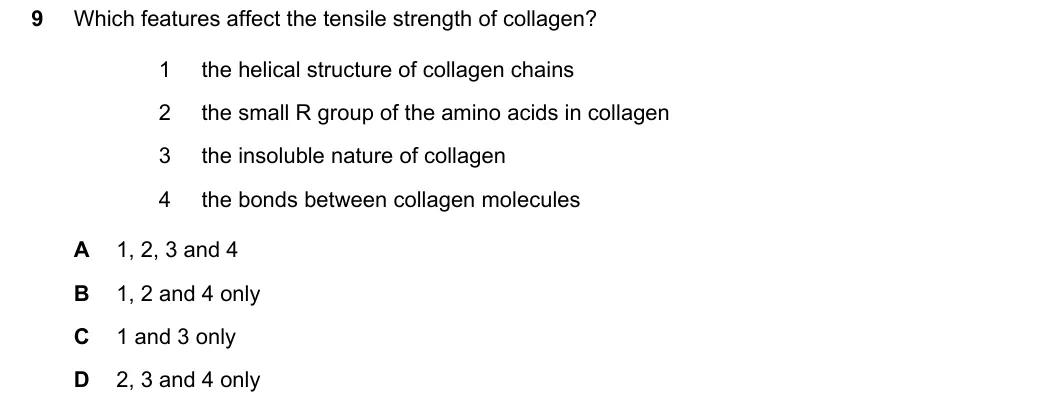 9 Which features affect the tensile strength of collagen?
1 the helical structure of collagen chains
2 the small R group of the amino acids in collagen
3 the insoluble nature of collagen
4 the bonds between collagen molecules
A 1, 2, 3 and 4
B 1, 2 and 4 only
C 1 and 3 only
D 2, 3 and 4 only